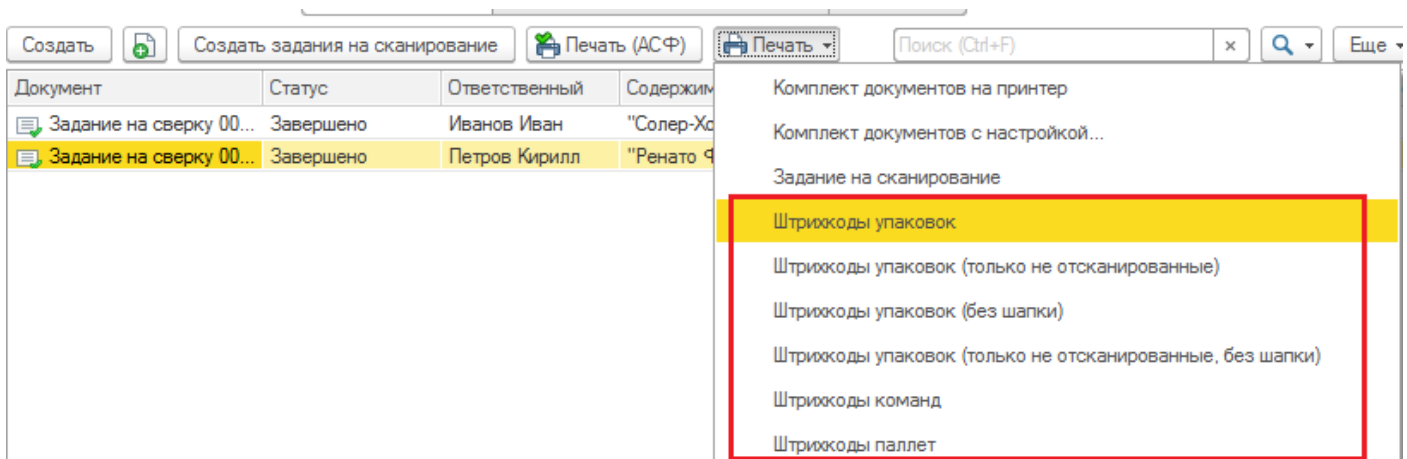 Создать Создать задания на сканирование Печать (АСФ) Печать Поиск (Ctrl+F) × Еще
Документ Статус Ответственный Содержим
Задание на сверку 00... Завершено Иванов Иван "Солер-Хо
Задание на сверку 00... Завершено Петров Кирилл "Ренато Ф
Комплект документов на принтер
Комплект документов с настройкой...
Задание на сканирование
Штрихкоды упаковок
Штрихкоды упаковок (только не отсканированные)
Штрихкоды упаковок (без шапки)
Штрихкоды упаковок (только не отсканированные, без шапки)
Штрихкоды команд
Штрихкоды паллет